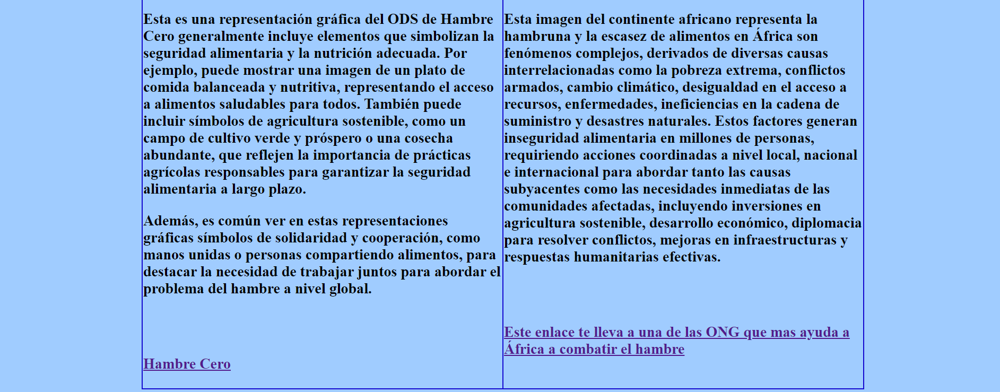 Esta es una representación gráfica del ODS de Hambre
Cero generalmente incluye elementos que simbolizan la
seguridad alimentaria y la nutrición adecuada. Por
ejemplo, puede mostrar una imagen de un plato de
comida balanceada y nutritiva, representando el acceso
a alimentos saludables para todos. También puede
incluir símbolos de agricultura sostenible, como un
campo de cultivo verde y próspero o una cosecha
abundante, que reflejen la importancia de prácticas
agrícolas responsables para garantizar la seguridad
alimentaria a largo plazo.
Además, es común ver en estas representaciones
gráficas símbolos de solidaridad y cooperación, como
manos unidas o personas compartiendo alimentos, para
destacar la necesidad de trabajar juntos para abordar el
problema del hambre a nivel global.
Hambre Cero
Esta imagen del continente africano representa la
hambruna y la escasez de alimentos en África son
fenómenos complejos, derivados de diversas causas
interrelacionadas como la pobreza extrema, conflictos
armados, cambio climático, desigualdad en el acceso a
recursos, enfermedades, ineficiencias en la cadena de
suministro y desastres naturales. Estos factores generan
inseguridad alimentaria en millones de personas,
requiriendo acciones coordinadas a nivel local, nacional
e internacional para abordar tanto las causas
subyacentes como las necesidades inmediatas de las
comunidades afectadas, incluyendo inversiones en
agricultura sostenible, desarrollo económico, diplomacia
para resolver conflictos, mejoras en infraestructuras y
respuestas humanitarias efectivas.
Este enlace te lleva a una de las ONG que mas ayuda a
África a combatir el hambre